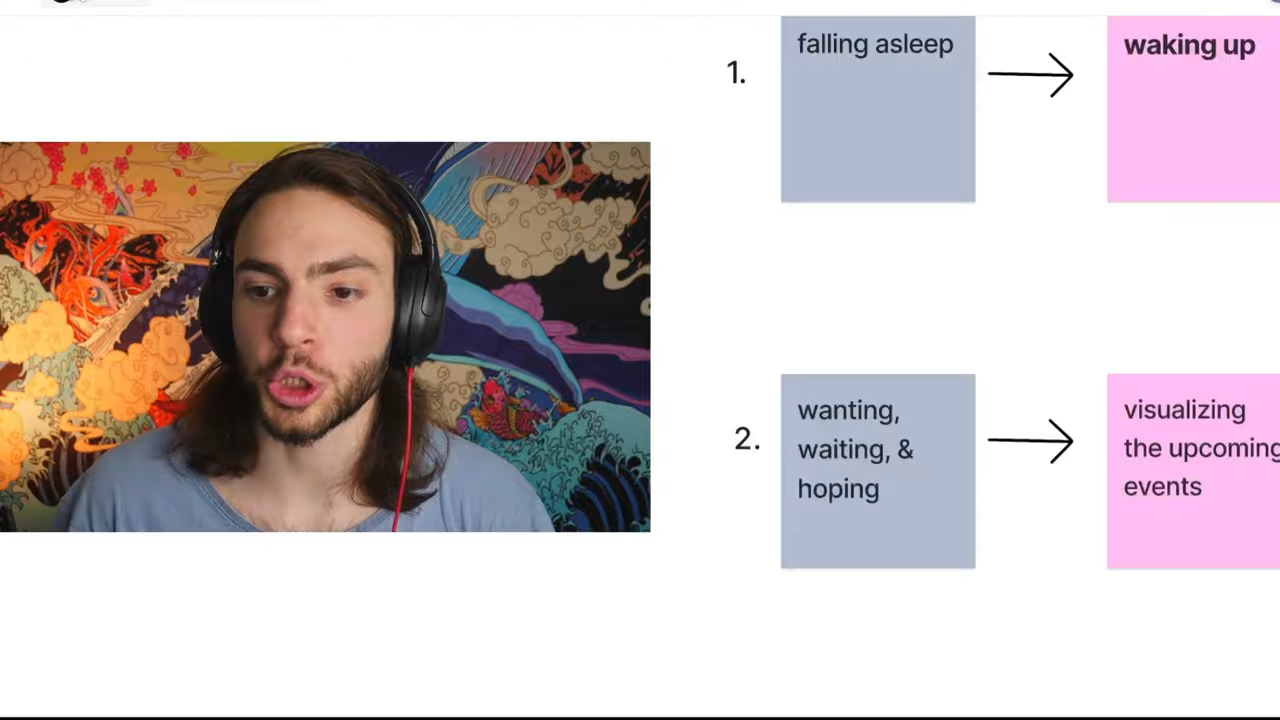 1.
falling asleep
waking up
2.
wanting,
waiting, &
hoping
visualizing
the upcoming
events